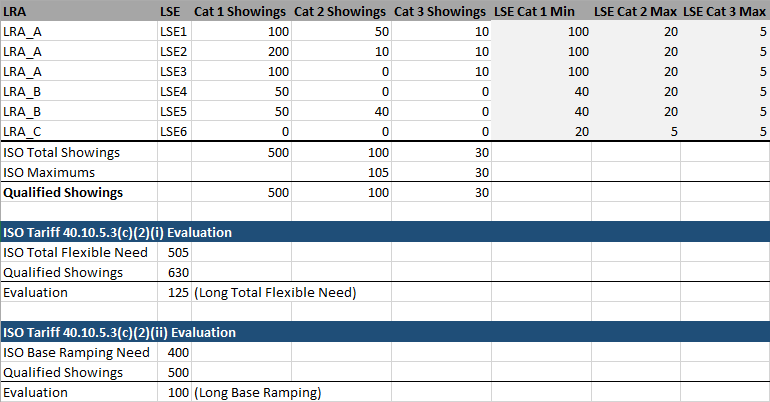 LRA LSE Cat 1 Showings Cat 2 Showings Cat 3 Showings LSE Cat 1 Min LSE Cat 2 Max LSE Cat 3 Max
LRA_A LSE1 100 50 10 100 20 5
LRA_A LSE2 200 10 10 100 20 5
LRA_A LSE3 100 0 10 100 20 5
LRA_B LSE4 50 0 0 40 20 5
LRA_B LSE5 50 40 0 40 20 5
LRA_C LSE6 0 0 0 20 5 5
ISO Total Showings 500 100 30
ISO Maximums 105 30
Qualified Showings 500 100 30
ISO Tariff 40.10.5.3(c)(2)(i) Evaluation
ISO Total Flexible Need 505
Qualified Showings 630
Evaluation 125 (Long Total Flexible Need)
ISO Tariff 40.10.5.3(c)(2)(ii) Evaluation
ISO Base Ramping Need 400
Qualified Showings 500
Evaluation 100 (Long Base Ramping)